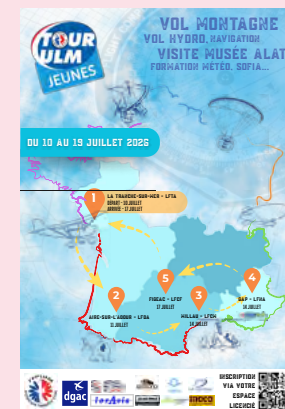 VOL MONTAGNE
VOL HYDRO, NAVIGATION
VISITE MUSÉE ALAT
FORMATION MÉTÉO, SOFIA...
TOUR
ULM
JEUNES
DU 10 AU 19 JUILLET 2026
1
LA TRANCHE-SUR-MER - LFTA
DÉPART - 10 JUILLET
ARRIVÉE - 17 JUILLET
2
AIRE-SUR-L'ADOUR - LFDA
11 JUILLET
5
FIGEAC - LFCF
17 JUILLET
3
MILLAU - LFCM
14 JUILLET
4
GAP - LFNA
INSCRIPTION
VIA VOTRE
ESPACE
LICENCIÉ
dgac